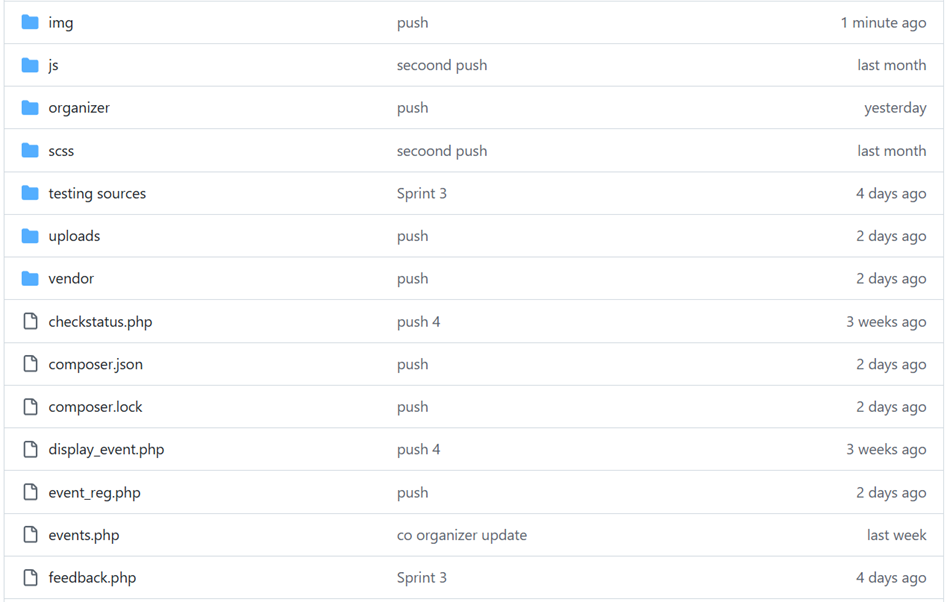 img push 1 minute ago
js secoond push last month
organizer push yesterday
scss secoond push last month
testing sources Sprint 3 4 days ago
uploads push 2 days ago
vendor push 2 days ago
checkstatus.php push 4 3 weeks ago
composer.json push 2 days ago
composer.lock push 2 days ago
display_event.php push 4 3 weeks ago
event_reg.php push 2 days ago
events.php co organizer update last week
feedback.php Sprint 3 4 days ago